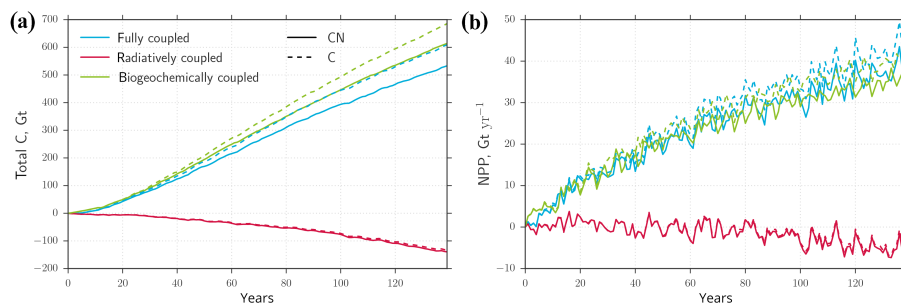 (a)
Total C, Gt
700
600
500
400
300
200
100
0
−100
−200
Fully coupled
Radiatively coupled
Biogeochemically coupled
CN
C
0 20 40 60 80 100 120
Years
(b)
NPP, Gt yr⁻¹
50
40
30
20
10
0
−10
0 20 40 60 80 100 120
Years